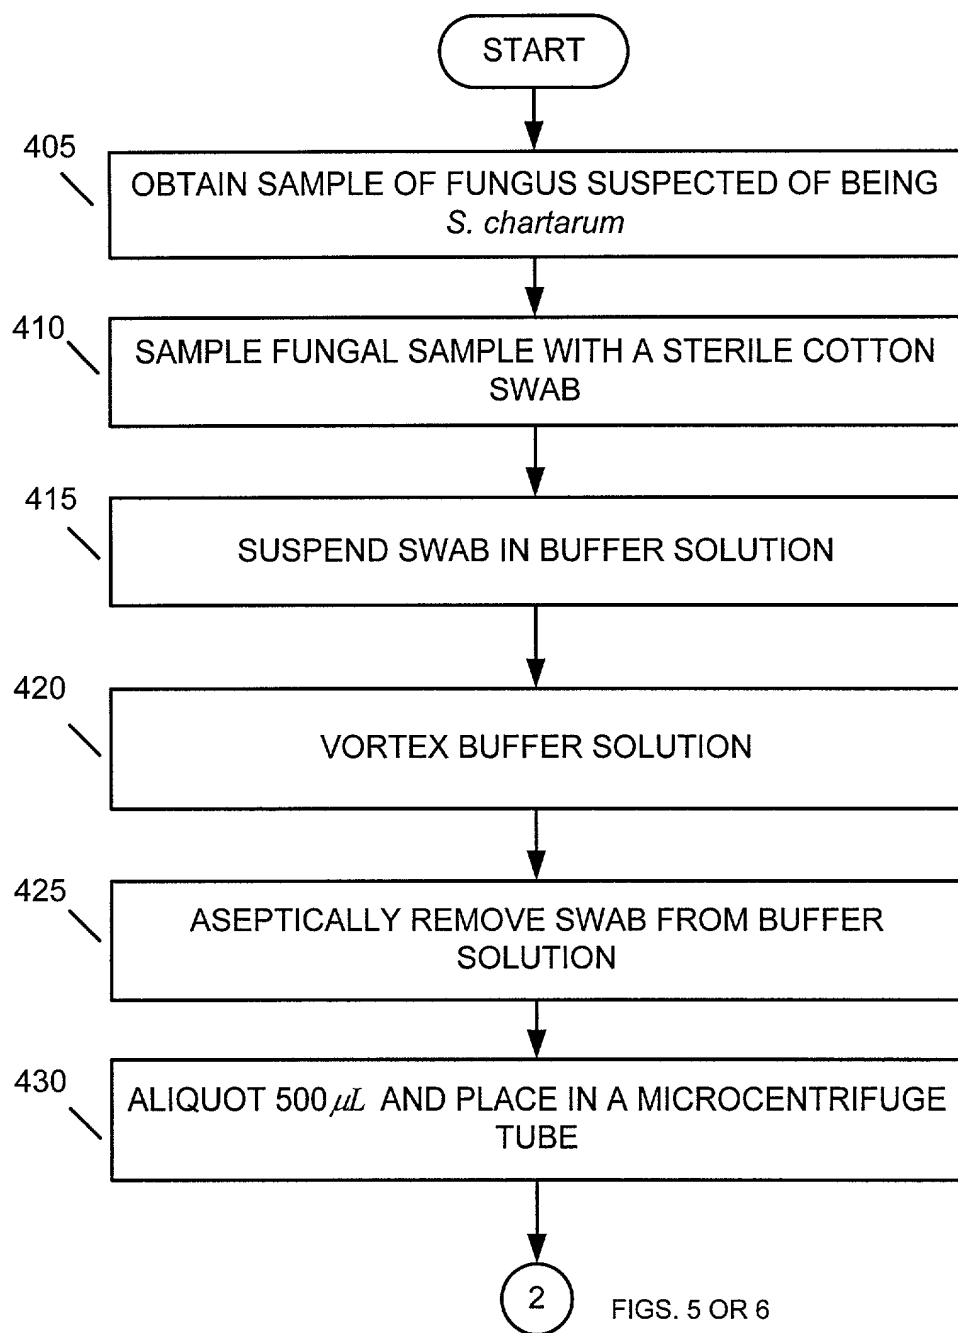 START
405
OBTAIN SAMPLE OF FUNGUS SUSPECTED OF BEING
S. chartarum
410
SAMPLE FUNGAL SAMPLE WITH A STERILE COTTON
SWAB
415
SUSPEND SWAB IN BUFFER SOLUTION
420
VORTEX BUFFER SOLUTION
425
ASEPTICALLY REMOVE SWAB FROM BUFFER
SOLUTION
430
ALIQUOT 500 μL AND PLACE IN A MICROCENTRIFUGE
TUBE
2
FIGS. 5 OR 6